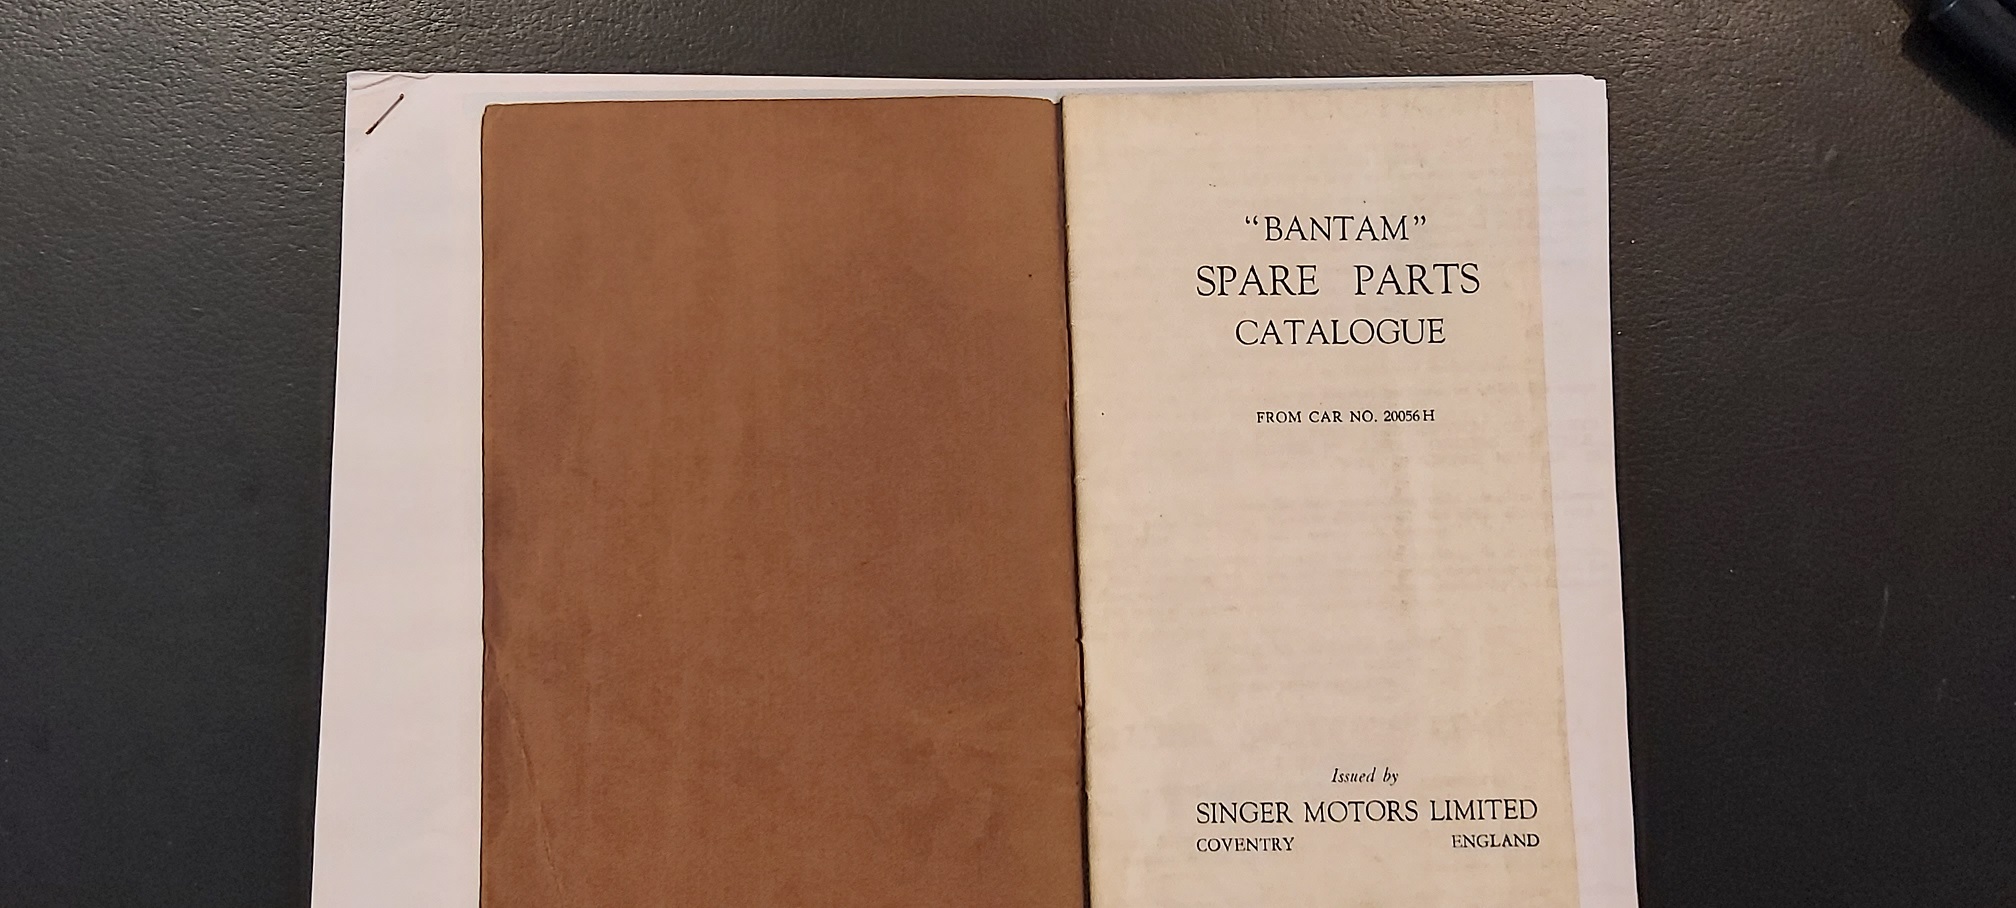 “BANTAM”
SPARE PARTS
CATALOGUE
FROM CAR NO. 20056 H
Issued by
SINGER MOTORS LIMITED
COVENTRY ENGLAND